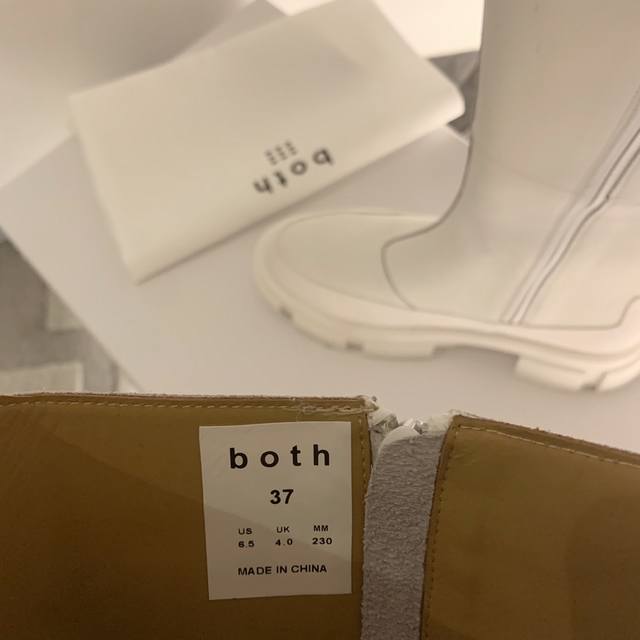 both
both
37
US UK MM
6.5 4.0 230
MADE IN CHINA